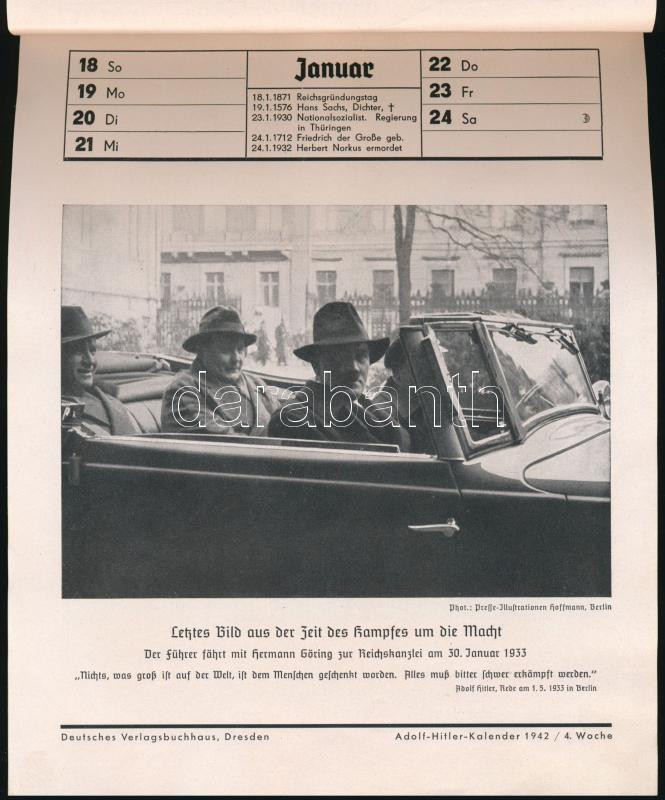 18 So
19 Mo
20 Di
21 Mi
Januar
18.1.1871 Reichsgründungstag
19.1.1576 Hans Sachs, Dichter, †
23.1.1930 Nationalsozialist. Regierung
in Thüringen
24.1.1712 Friedrich der Große geb.
24.1.1932 Herbert Norkus ermordet
22 Do
23 Fr
24 Sa
darabanth
Phot.: Presse-Illustrationen Hoffmann, Berlin
Letztes Bild aus der Zeit des Kampfes um die Macht
Der Führer fährt mit Hermann Göring zur Reichskanzlei am 30. Januar 1933
„Nichts, was groß ist auf der Welt, ist dem Menschen geschenkt worden. Alles muß bitter schwer erkämpft werden.“
Adolf Hitler, Rede am 1. 5. 1933 in Berlin
Deutsches Verlagsbuchhaus, Dresden
Adolf-Hitler-Kalender 1942 / 4. Woche